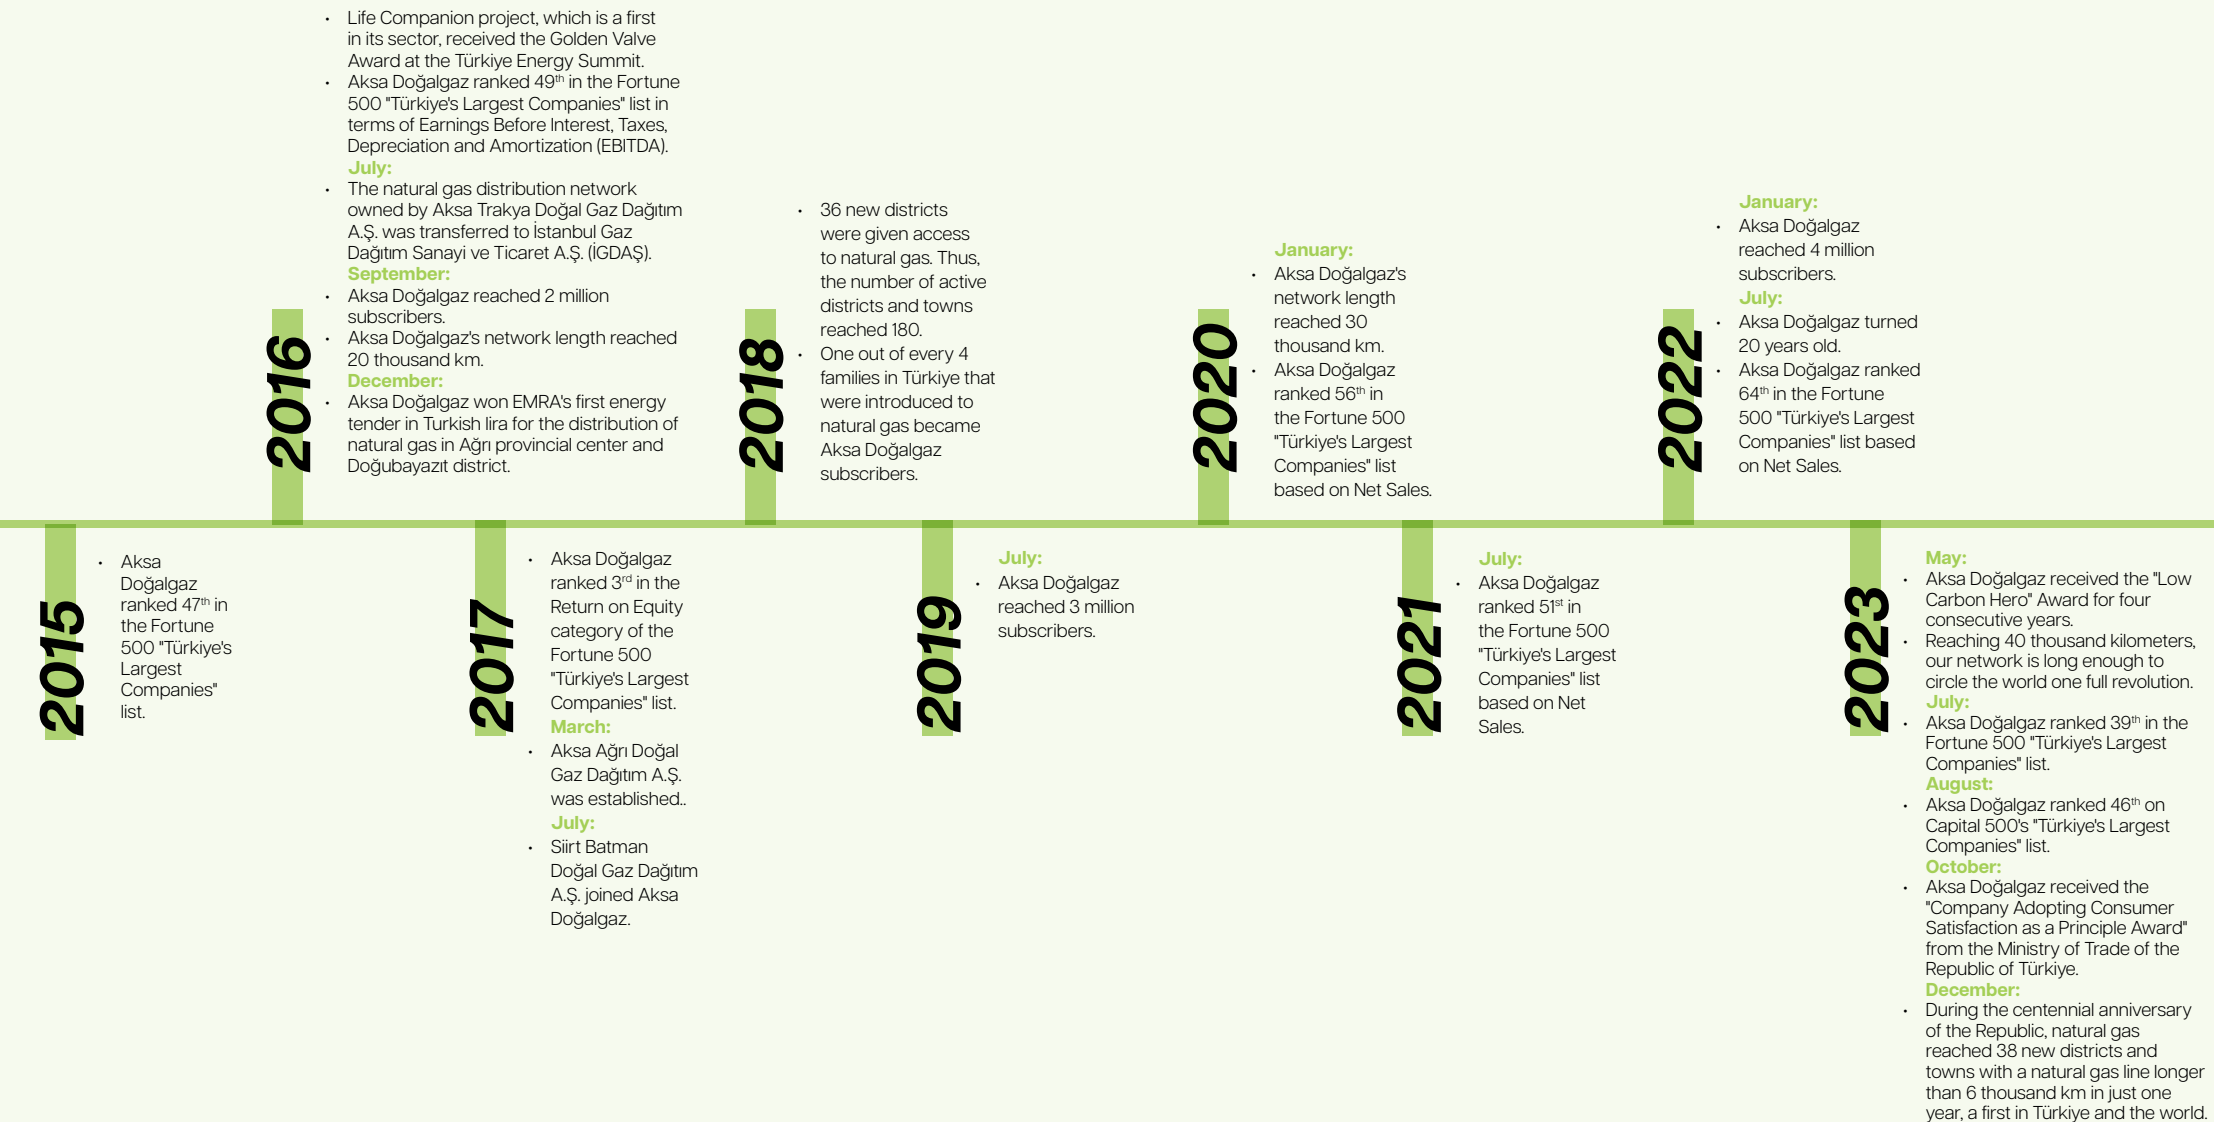 2015
• Aksa
Doğalgaz
ranked 47th in
the Fortune
500 "Türkiye's
Largest
Companies"
list.
2016
• Life Companion project, which is a first
in its sector, received the Golden Valve
Award at the Türkiye Energy Summit.
• Aksa Doğalgaz ranked 49th in the Fortune
500 "Türkiye's Largest Companies" list in
terms of Earnings Before Interest, Taxes,
Depreciation and Amortization (EBITDA).
July:
• The natural gas distribution network
owned by Aksa Trakya Doğal Gaz Dağıtım
A.Ş. was transferred to İstanbul Gaz
Dağıtım Sanayi ve Ticaret A.Ş. (İGDAŞ).
September:
• Aksa Doğalgaz reached 2 million
subscribers.
• Aksa Doğalgaz's network length reached
20 thousand km.
December:
• Aksa Doğalgaz won EMRA's first energy
tender in Turkish lira for the distribution of
natural gas in Ağrı provincial center and
Doğubayazıt district.
2017
• Aksa Doğalgaz
ranked 3rd in the
Return on Equity
category of the
Fortune 500
"Türkiye's Largest
Companies" list.
March:
• Aksa Ağrı Doğal
Gaz Dağıtım A.Ş.
was established..
July:
• Siirt Batman
Doğal Gaz Dağıtım
A.Ş. joined Aksa
Doğalgaz.
2018
• 36 new districts
were given access
to natural gas. Thus,
the number of active
districts and towns
reached 180.
• One out of every 4
families in Türkiye that
were introduced to
natural gas became
Aksa Doğalgaz
subscribers.
2019
July:
• Aksa Doğalgaz
reached 3 million
subscribers.
2020
January:
• Aksa Doğalgaz's
network length
reached 30
thousand km.
• Aksa Doğalgaz
ranked 56th in
the Fortune 500
"Türkiye's Largest
Companies" list
based on Net Sales.
2021
July:
• Aksa Doğalgaz
ranked 51st in
the Fortune 500
"Türkiye's Largest
Companies" list
based on Net
Sales.
2022
January:
• Aksa Doğalgaz
reached 4 million
subscribers.
July:
• Aksa Doğalgaz turned
20 years old.
• Aksa Doğalgaz ranked
64th in the Fortune
500 "Türkiye's Largest
Companies" list based
on Net Sales.
2023
May:
• Aksa Doğalgaz received the "Low
Carbon Hero" Award for four
consecutive years.
• Reaching 40 thousand kilometers,
our network is long enough to
circle the world one full revolution.
July:
• Aksa Doğalgaz ranked 39th in the
Fortune 500 "Türkiye's Largest
Companies" list.
August:
• Aksa Doğalgaz ranked 46th on
Capital 500's "Türkiye's Largest
Companies" list.
October:
• Aksa Doğalgaz received the
"Company Adopting Consumer
Satisfaction as a Principle Award"
from the Ministry of Trade of the
Republic of Türkiye.
December:
• During the centennial anniversary
of the Republic, natural gas
reached 38 new districts and
towns with a natural gas line longer
than 6 thousand km in just one
year, a first in Türkiye and the world.